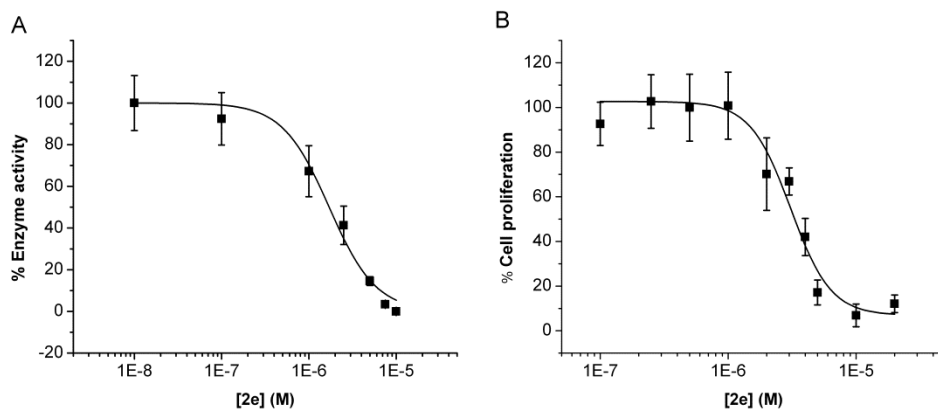 A
120
100
80
60
40
20
0
-20
% Enzyme activity
1E-8 1E-7 1E-6 1E-5
[2e] (M)
B
120
100
80
60
40
20
0
% Cell proliferation
1E-7 1E-6 1E-5
[2e] (M)